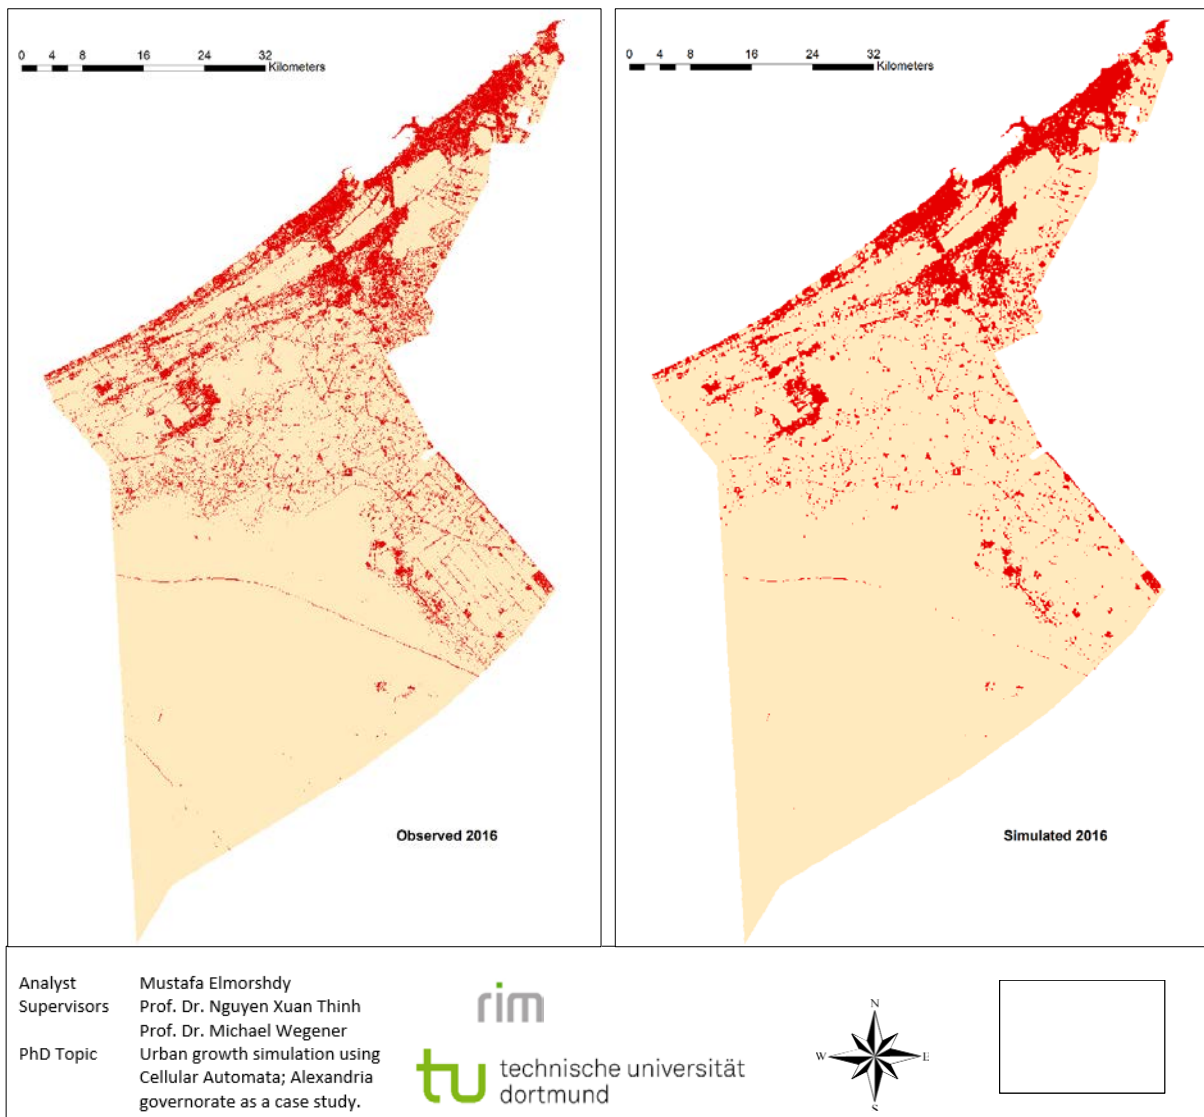 0 4 8 16 24 32
Kilometers
Observed 2016
0 4 8 16 24 32
Kilometers
Simulated 2016
Analyst Mustafa Elmorshdy
Supervisors Prof. Dr. Nguyen Xuan Thinh
Prof. Dr. Michael Wegener
PhD Topic Urban growth simulation using
Cellular Automata; Alexandria
governorate as a case study.
rim
tu technische universität
dortmund
N
W E
S